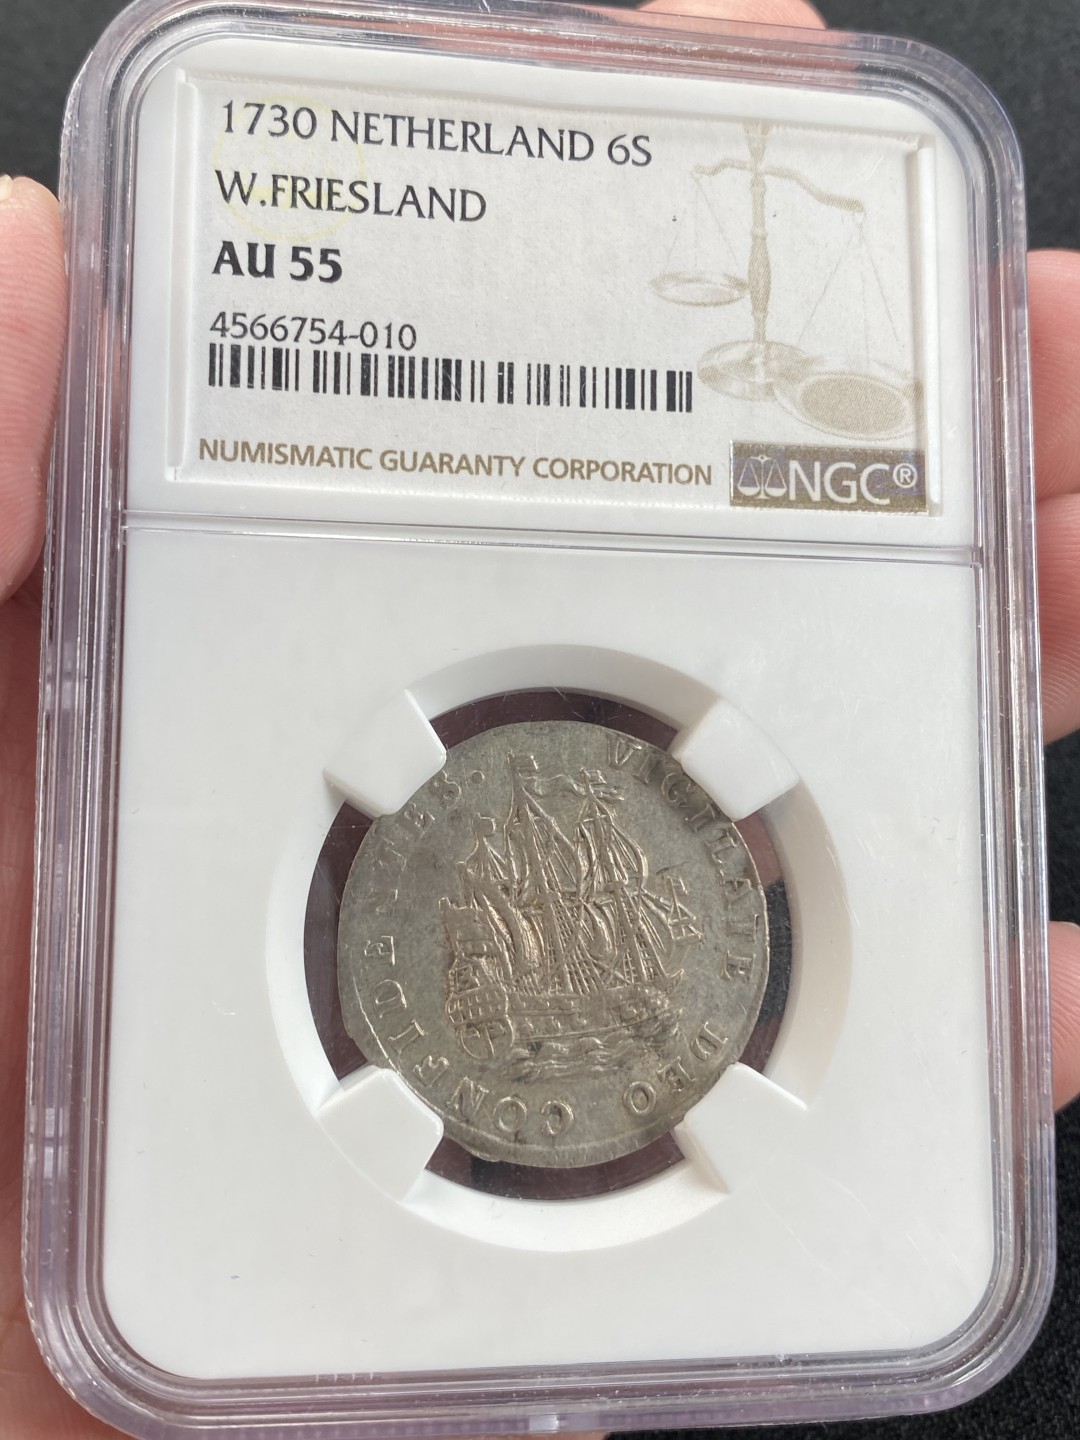 1730 NETHERLAND 6S
W.FRIESLAND
AU 55
4566754-010
NUMISMATIC GUARANTY CORPORATION
NGC®
VIGILATE DEO CONFIDENTES.